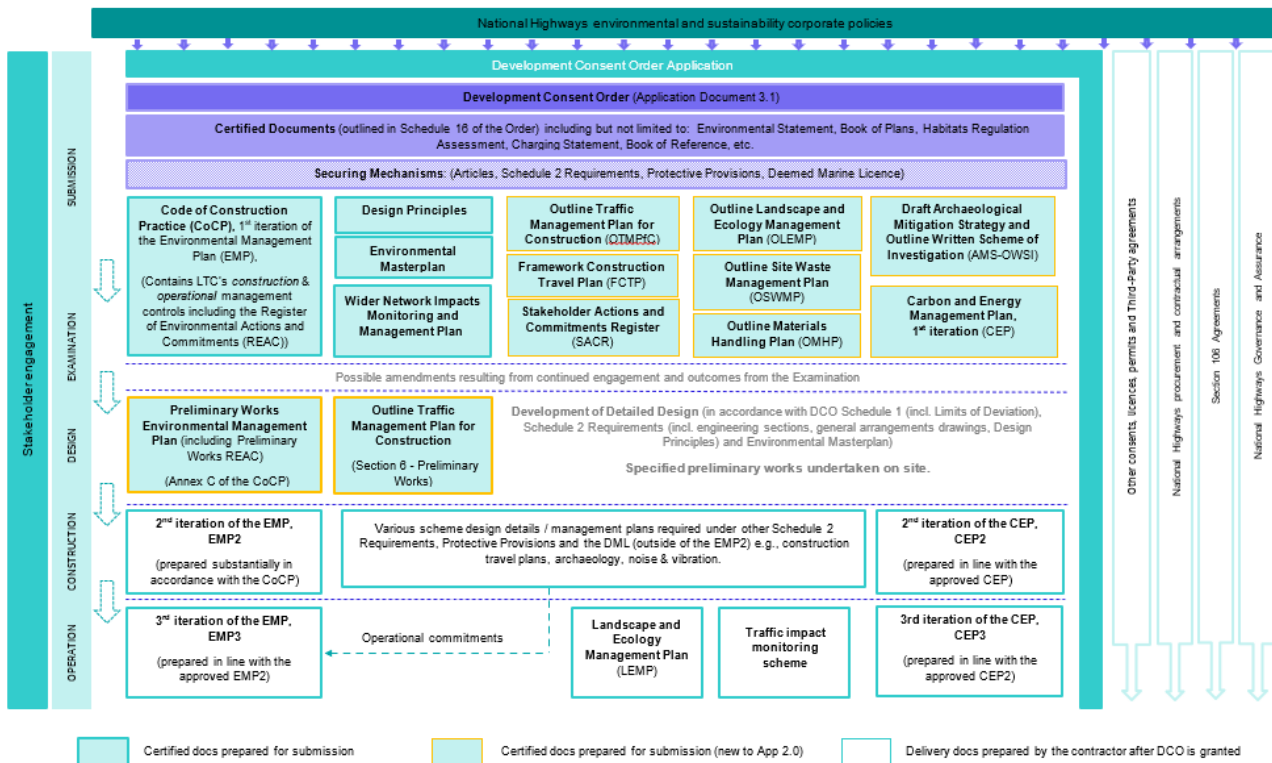 National Highways environmental and sustainability corporate policies
Stakeholder engagement
SUBMISSION
EXAMINATION
DESIGN
CONSTRUCTION
OPERATION
Development Consent Order Application
Development Consent Order (Application Document 3.1)
Certified Documents (outlined in Schedule 16 of the Order) including but not limited to: Environmental Statement, Book of Plans, Habitats Regulation
Assessment, Charging Statement, Book of Reference, etc.
Securing Mechanisms: (Articles, Schedule 2 Requirements, Protective Provisions, Deemed Marine Licence)
Code of Construction
Practice (CoCP), 1st iteration of
the Environmental Management
Plan (EMP),
(Contains LTC's construction &
operational management
controls including the Register
of Environmental Actions and
Commitments (REAC))
Design Principles
Environmental
Masterplan
Wider Network Impacts
Monitoring and
Management Plan
Outline Traffic
Management Plan for
Construction (OTMPfC)
Framework Construction
Travel Plan (FCTP)
Stakeholder Actions and
Commitments Register
(SACR)
Outline Landscape and
Ecology Management
Plan (OLEMP)
Outline Site Waste
Management Plan
(OSWMP)
Outline Materials
Handling Plan (OMHP)
Draft Archaeological
Mitigation Strategy and
Outline Written Scheme of
Investigation (AMS-OWSI)
Carbon and Energy
Management Plan,
1st iteration (CEP)
Possible amendments resulting from continued engagement and outcomes from the Examination
Preliminary Works
Environmental Management
Plan (including Preliminary
Works REAC)
(Annex C of the CoCP)
Outline Traffic
Management Plan for
Construction
(Section 6 - Preliminary
Works)
Development of Detailed Design (in accordance with DCO Schedule 1 (incl. Limits of Deviation),
Schedule 2 Requirements (incl. engineering sections, general arrangements drawings, Design
Principles) and Environmental Masterplan)
Specified preliminary works undertaken on site.
2nd iteration of the EMP,
EMP2
(prepared substantially in
accordance with the CoCP)
Various scheme design details / management plans required under other Schedule 2
Requirements, Protective Provisions and the DML (outside of the EMP2) e.g., construction
travel plans, archaeology, noise & vibration.
2nd iteration of the CEP,
CEP2
(prepared in line with
the approved CEP)
3rd iteration of the EMP,
EMP3
(prepared in line with the
approved EMP2)
Operational commitments
Landscape and
Ecology
Management Plan
(LEMP)
Traffic impact
monitoring
scheme
3rd iteration of the CEP,
CEP3
(prepared in line with the
approved CEP2)
Other consents, licences, permits and Third-Party agreements
National Highways procurement and contractual arrangements
Section 106 Agreements
National Highways Governance and Assurance
Certified docs prepared for submission
Certified docs prepared for submission (new to App 2.0)
Delivery docs prepared by the contractor after DCO is granted